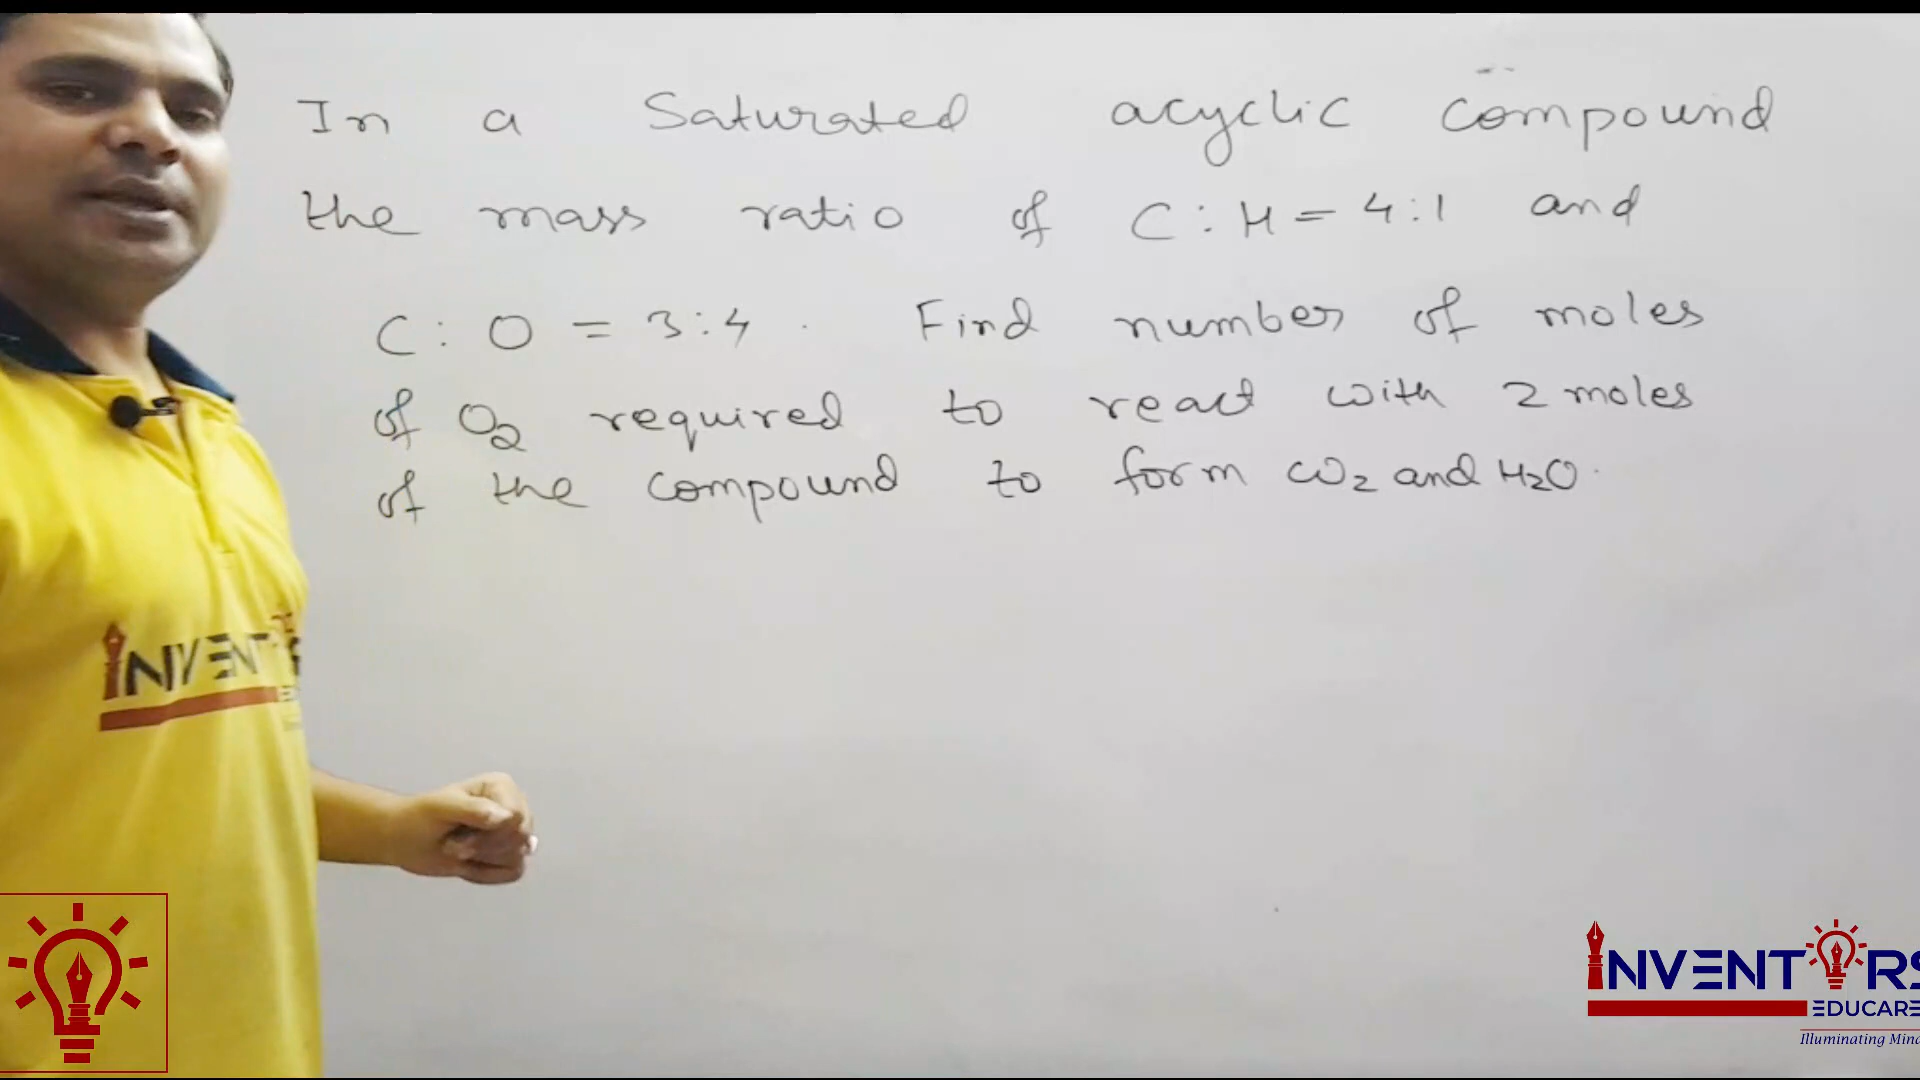 In a Saturated acyclic compound
the mass ratio of C:H = 4:1 and
C:O = 3:4. Find number of moles
of O₂ required to react with 2 moles
of the compound to form CO₂ and H₂O.
INVENT
INVENTORS
EDUCARE
Illuminating Mind